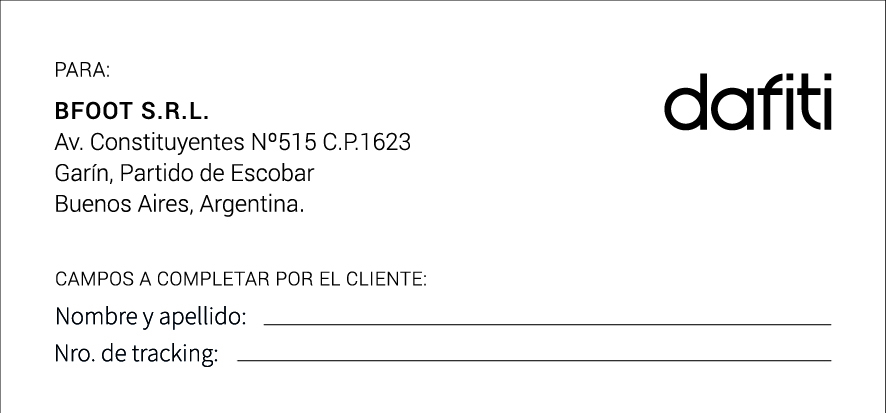 PARA:
dafiti
BFOOT S.R.L.
Av. Constituyentes Nº515 C.P.1623
Garín, Partido de Escobar
Buenos Aires, Argentina.
CAMPOS A COMPLETAR POR EL CLIENTE:
Nombre y apellido:
Nro. de tracking: